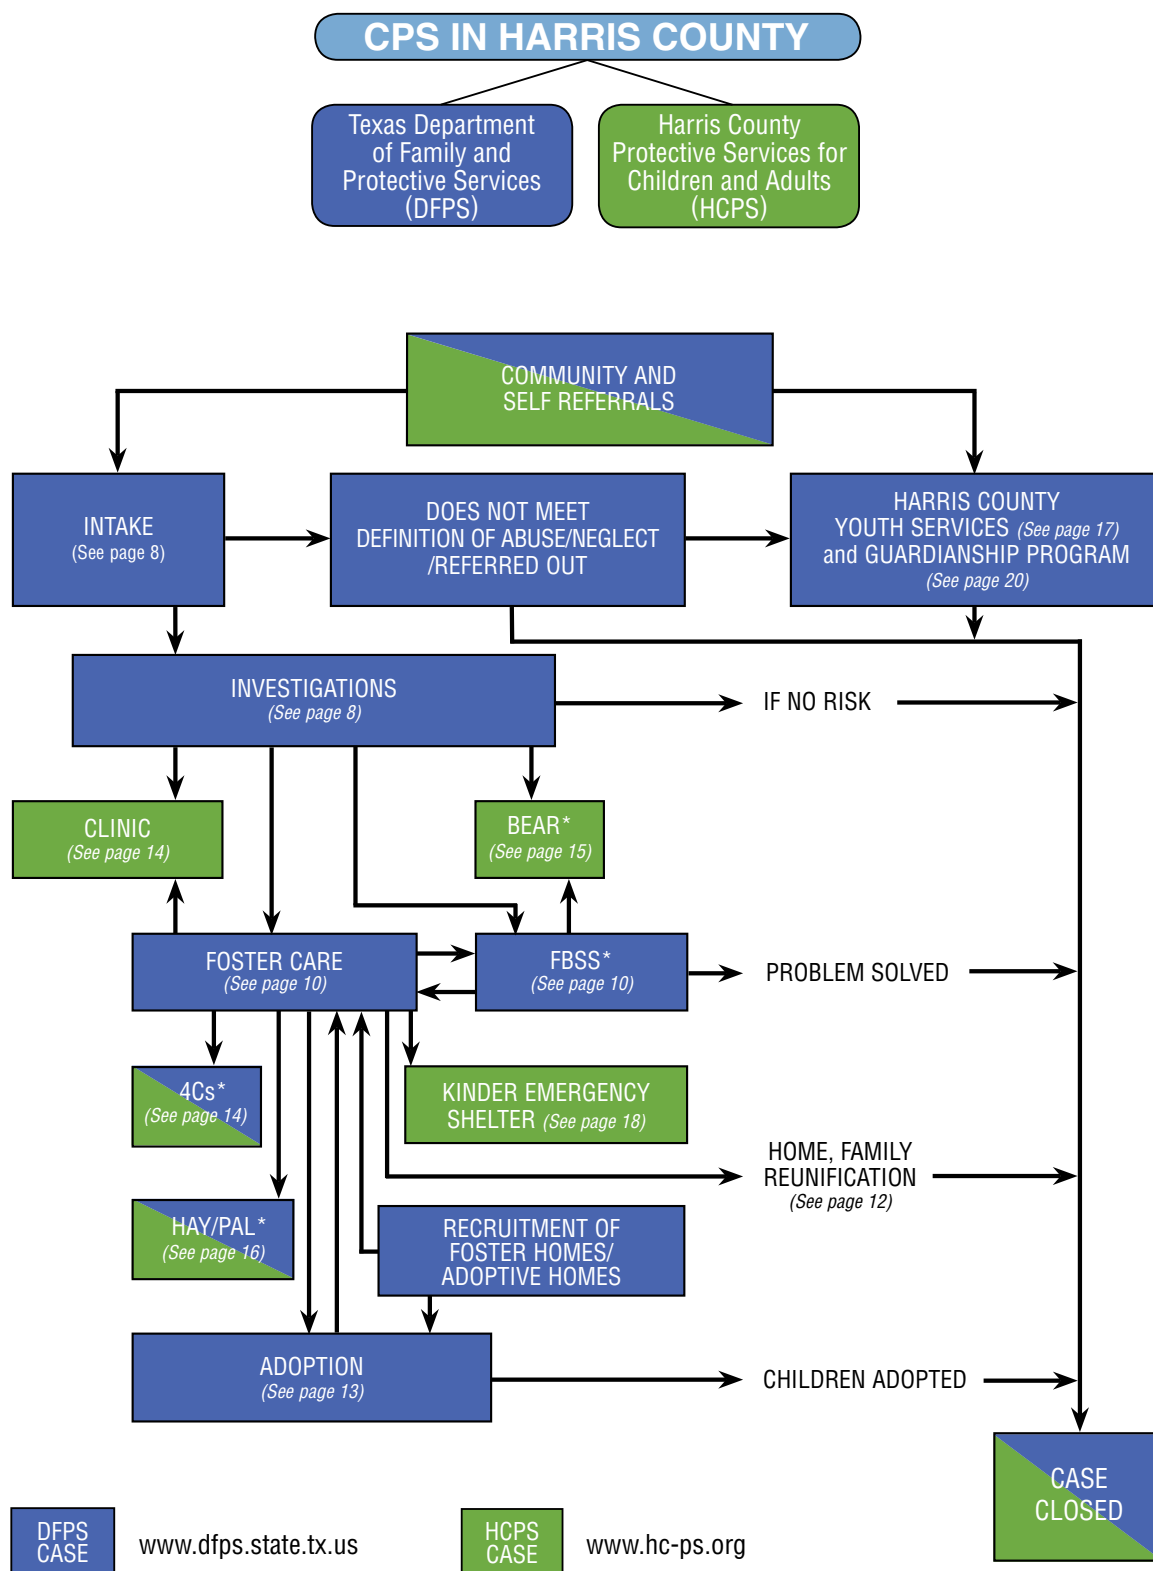 CPS IN HARRIS COUNTY
Texas Department
of Family and
Protective Services
(DFPS)
Harris County
Protective Services for
Children and Adults
(HCPS)
COMMUNITY AND
SELF REFERRALS
INTAKE
(See page 8)
DOES NOT MEET
DEFINITION OF ABUSE/NEGLECT
/REFERRED OUT
HARRIS COUNTY
YOUTH SERVICES (See page 17)
and GUARDIANSHIP PROGRAM
(See page 20)
INVESTIGATIONS
(See page 8)
IF NO RISK
CLINIC
(See page 14)
BEAR*
(See page 15)
FOSTER CARE
(See page 10)
FBSS*
(See page 10)
PROBLEM SOLVED
4Cs*
(See page 14)
KINDER EMERGENCY
SHELTER (See page 18)
HOME, FAMILY
REUNIFICATION
(See page 12)
HAY/PAL*
(See page 16)
RECRUITMENT OF
FOSTER HOMES/
ADOPTIVE HOMES
ADOPTION
(See page 13)
CHILDREN ADOPTED
CASE
CLOSED
DFPS
CASE
www.dfps.state.tx.us
HCPS
CASE
www.hc-ps.org